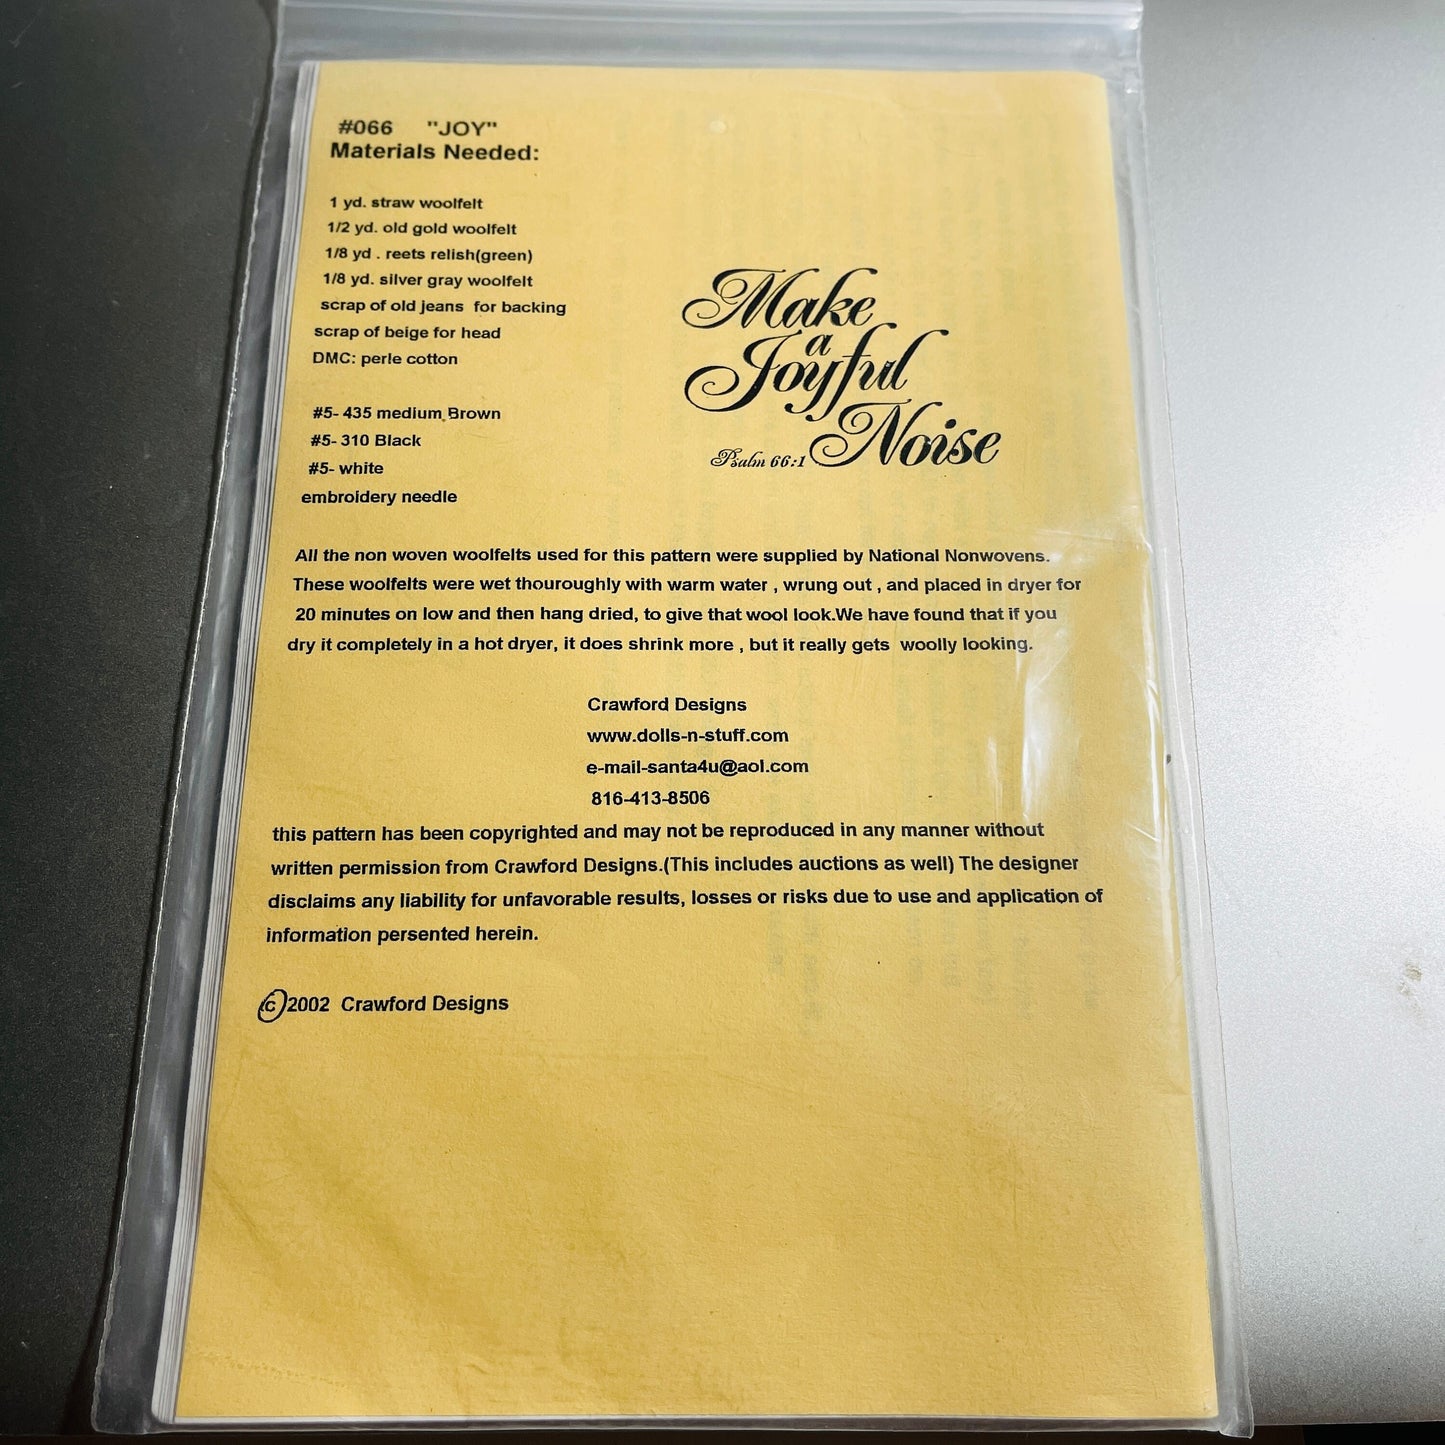 #066 "JOY"
Materials Needed:
1 yd. straw woolfelt
1/2 yd. old gold woolfelt
1/8 yd . reets relish(green)
1/8 yd. silver gray woolfelt
scrap of old jeans for backing
scrap of beige for head
DMC: perle cotton
#5- 435 medium Brown
#5- 310 Black
#5- white
embroidery needle
Make
a
Joyful
Noise
Psalm 66:1
All the non woven woolfelts used for this pattern were supplied by National Nonwovens.
These woolfelts were wet thouroughly with warm water , wrung out , and placed in dryer for
20 minutes on low and then hang dried, to give that wool look.We have found that if you
dry it completely in a hot dryer, it does shrink more , but it really gets woolly looking.
Crawford Designs
www.dolls-n-stuff.com
e-mail-santa4u@aol.com
816-413-8506
this pattern has been copyrighted and may not be reproduced in any manner without
written permission from Crawford Designs.(This includes auctions as well) The designer
disclaims any liability for unfavorable results, losses or risks due to use and application of
information persented herein.
(c) 2002 Crawford Designs